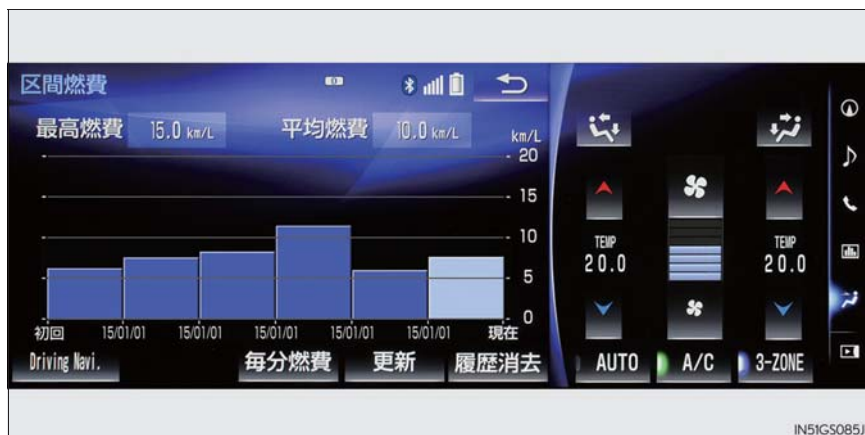 区間燃費
最高燃費 15.0 km/L 平均燃費 10.0 km/L km/L
20
15
10
5
0
初回 15/01/01 15/01/01 15/01/01 15/01/01 15/01/01 現在
Driving Navi. 毎分燃費 更新 履歴消去
TEMP
20.0
TEMP
20.0
AUTO A/C 3-ZONE
IN51GS085J